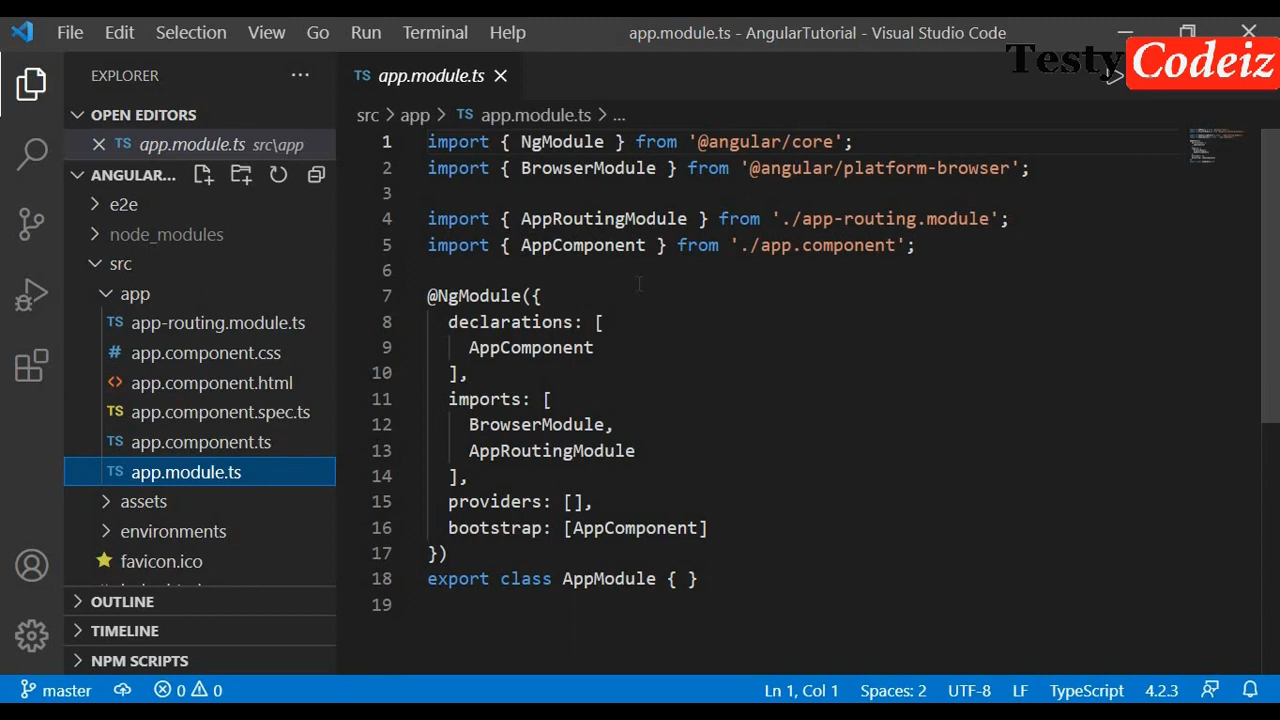 File Edit Selection View Go Run Terminal Help app.module.ts - AngularTutorial - Visual Studio Code
Testy Codeiz
EXPLORER
OPEN EDITORS
app.module.ts src\app
ANGULAR...
e2e
node_modules
src
app
TS app-routing.module.ts
# app.component.css
<> app.component.html
TS app.component.spec.ts
TS app.component.ts
TS app.module.ts
assets
environments
favicon.ico
OUTLINE
TIMELINE
NPM SCRIPTS
TS app.module.ts
src > app > TS app.module.ts > ...
1 import { NgModule } from '@angular/core';
2 import { BrowserModule } from '@angular/platform-browser';
3
4 import { AppRoutingModule } from './app-routing.module';
5 import { AppComponent } from './app.component';
6
7 @NgModule({
8 declarations: [
9 AppComponent
10 ],
11 imports: [
12 BrowserModule,
13 AppRoutingModule
14 ],
15 providers: [],
16 bootstrap: [AppComponent]
17 })
18 export class AppModule { }
19
master 0 0 Ln 1, Col 1 Spaces: 2 UTF-8 LF TypeScript 4.2.3